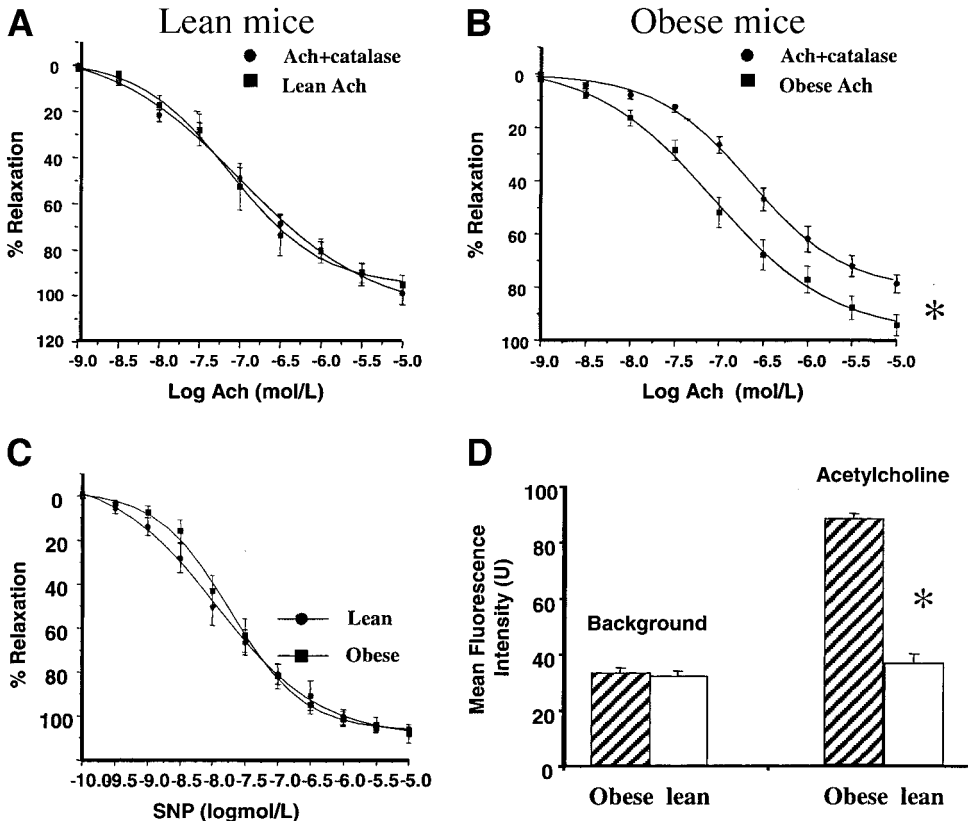 A Lean mice
Ach+catalase
Lean Ach
0
20
40
60
80
100
120
% Relaxation
-9.0 -8.5 -8.0 -7.5 -7.0 -6.5 -6.0 -5.5 -5.0
Log Ach (mol/L)
B Obese mice
Ach+catalase
Obese Ach
0
20
40
60
80
100
% Relaxation
-9.0 -8.5 -8.0 -7.5 -7.0 -6.5 -6.0 -5.5 -5.0
Log Ach (mol/L)
*
C
0
20
40
60
80
100
% Relaxation
Lean
Obese
-10.09.5-9.0-8.5-8.0-7.5-7.0-6.5-6.0-5.5-5.0
SNP (logmol/L)
D
Acetylcholine
100
80
60
40
20
0
Mean Fluorescence
Intensity (U)
Background
*
Obese lean
Obese lean